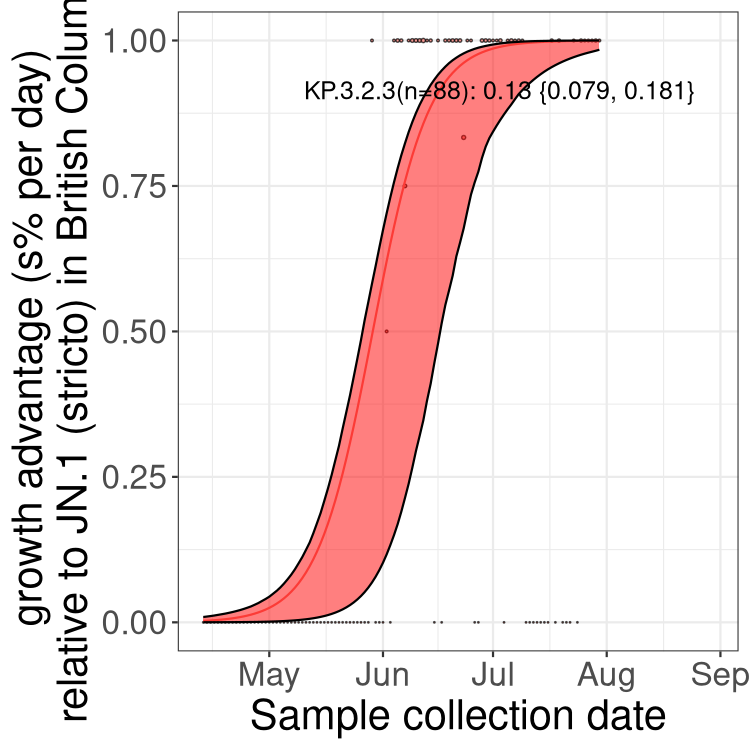 growth advantage (s% per day)
relative to JN.1 (stricto) in British Colum
1.00
0.75
0.50
0.25
0.00
KP.3.2.3(n=88): 0.13 {0.079, 0.181}
May Jun Jul Aug Sep
Sample collection date